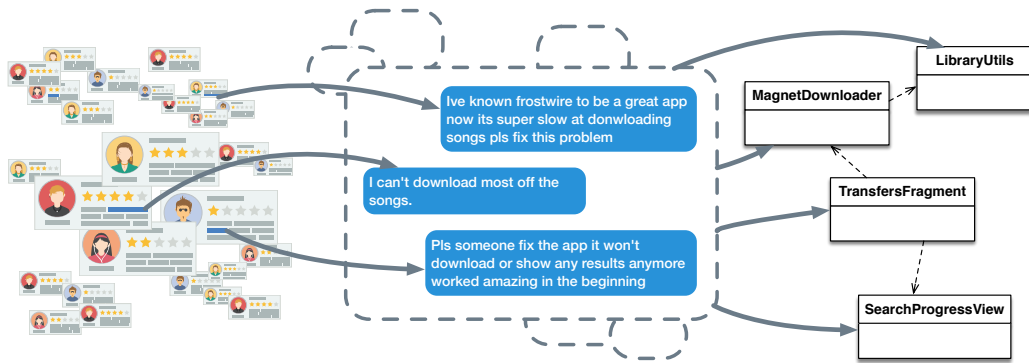 Ive known frostwire to be a great app
now its super slow at donwloading
songs pls fix this problem
I can't download most off the
songs.
Pls someone fix the app it won't
download or show any results anymore
worked amazing in the beginning
LibraryUtils
MagnetDownloader
TransfersFragment
SearchProgressView